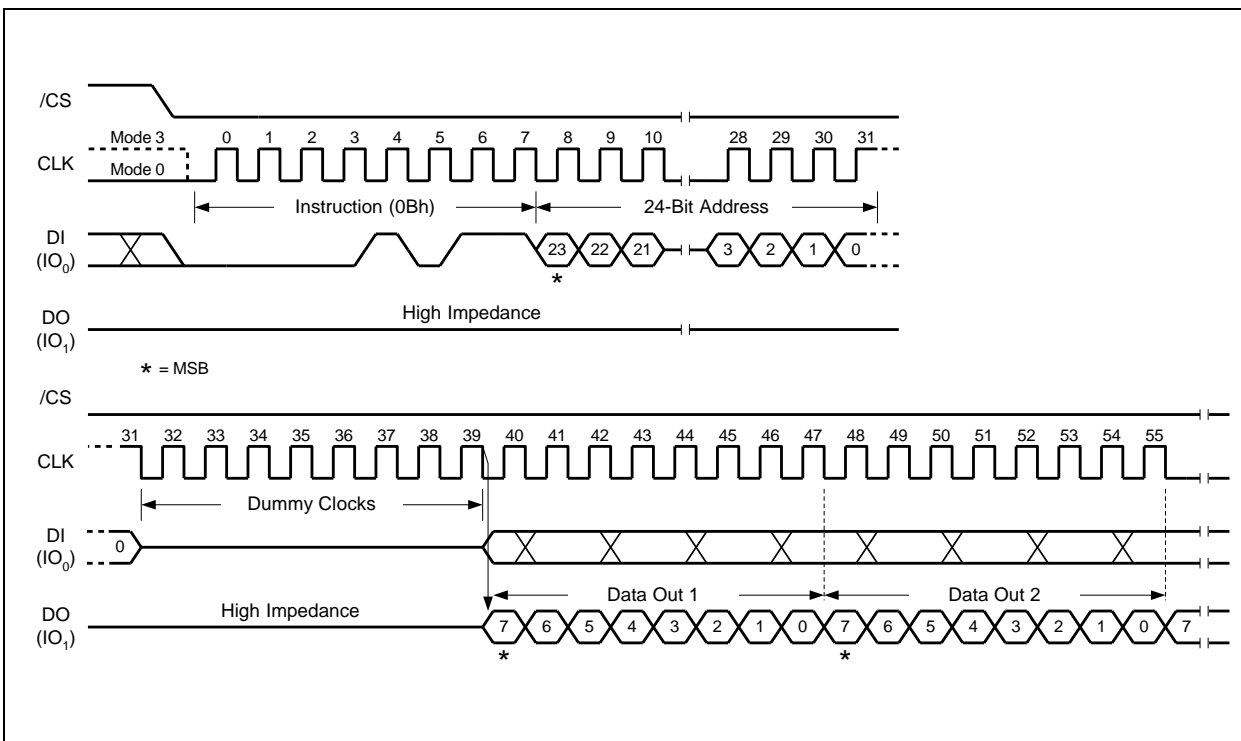 /CS
Mode 3 0 1 2 3 4 5 6 7 8 9 10 28 29 30 31
CLK
Mode 0
Instruction (0Bh) 24-Bit Address
DI
(IO0) 23 22 21 3 2 1 0
*
High Impedance
DO
(IO1)
* = MSB
/CS
31 32 33 34 35 36 37 38 39 40 41 42 43 44 45 46 47 48 49 50 51 52 53 54 55
CLK
Dummy Clocks
DI
(IO0) 0
Data Out 1 Data Out 2
High Impedance
DO
(IO1) 7 6 5 4 3 2 1 0 7 6 5 4 3 2 1 0 7
* *